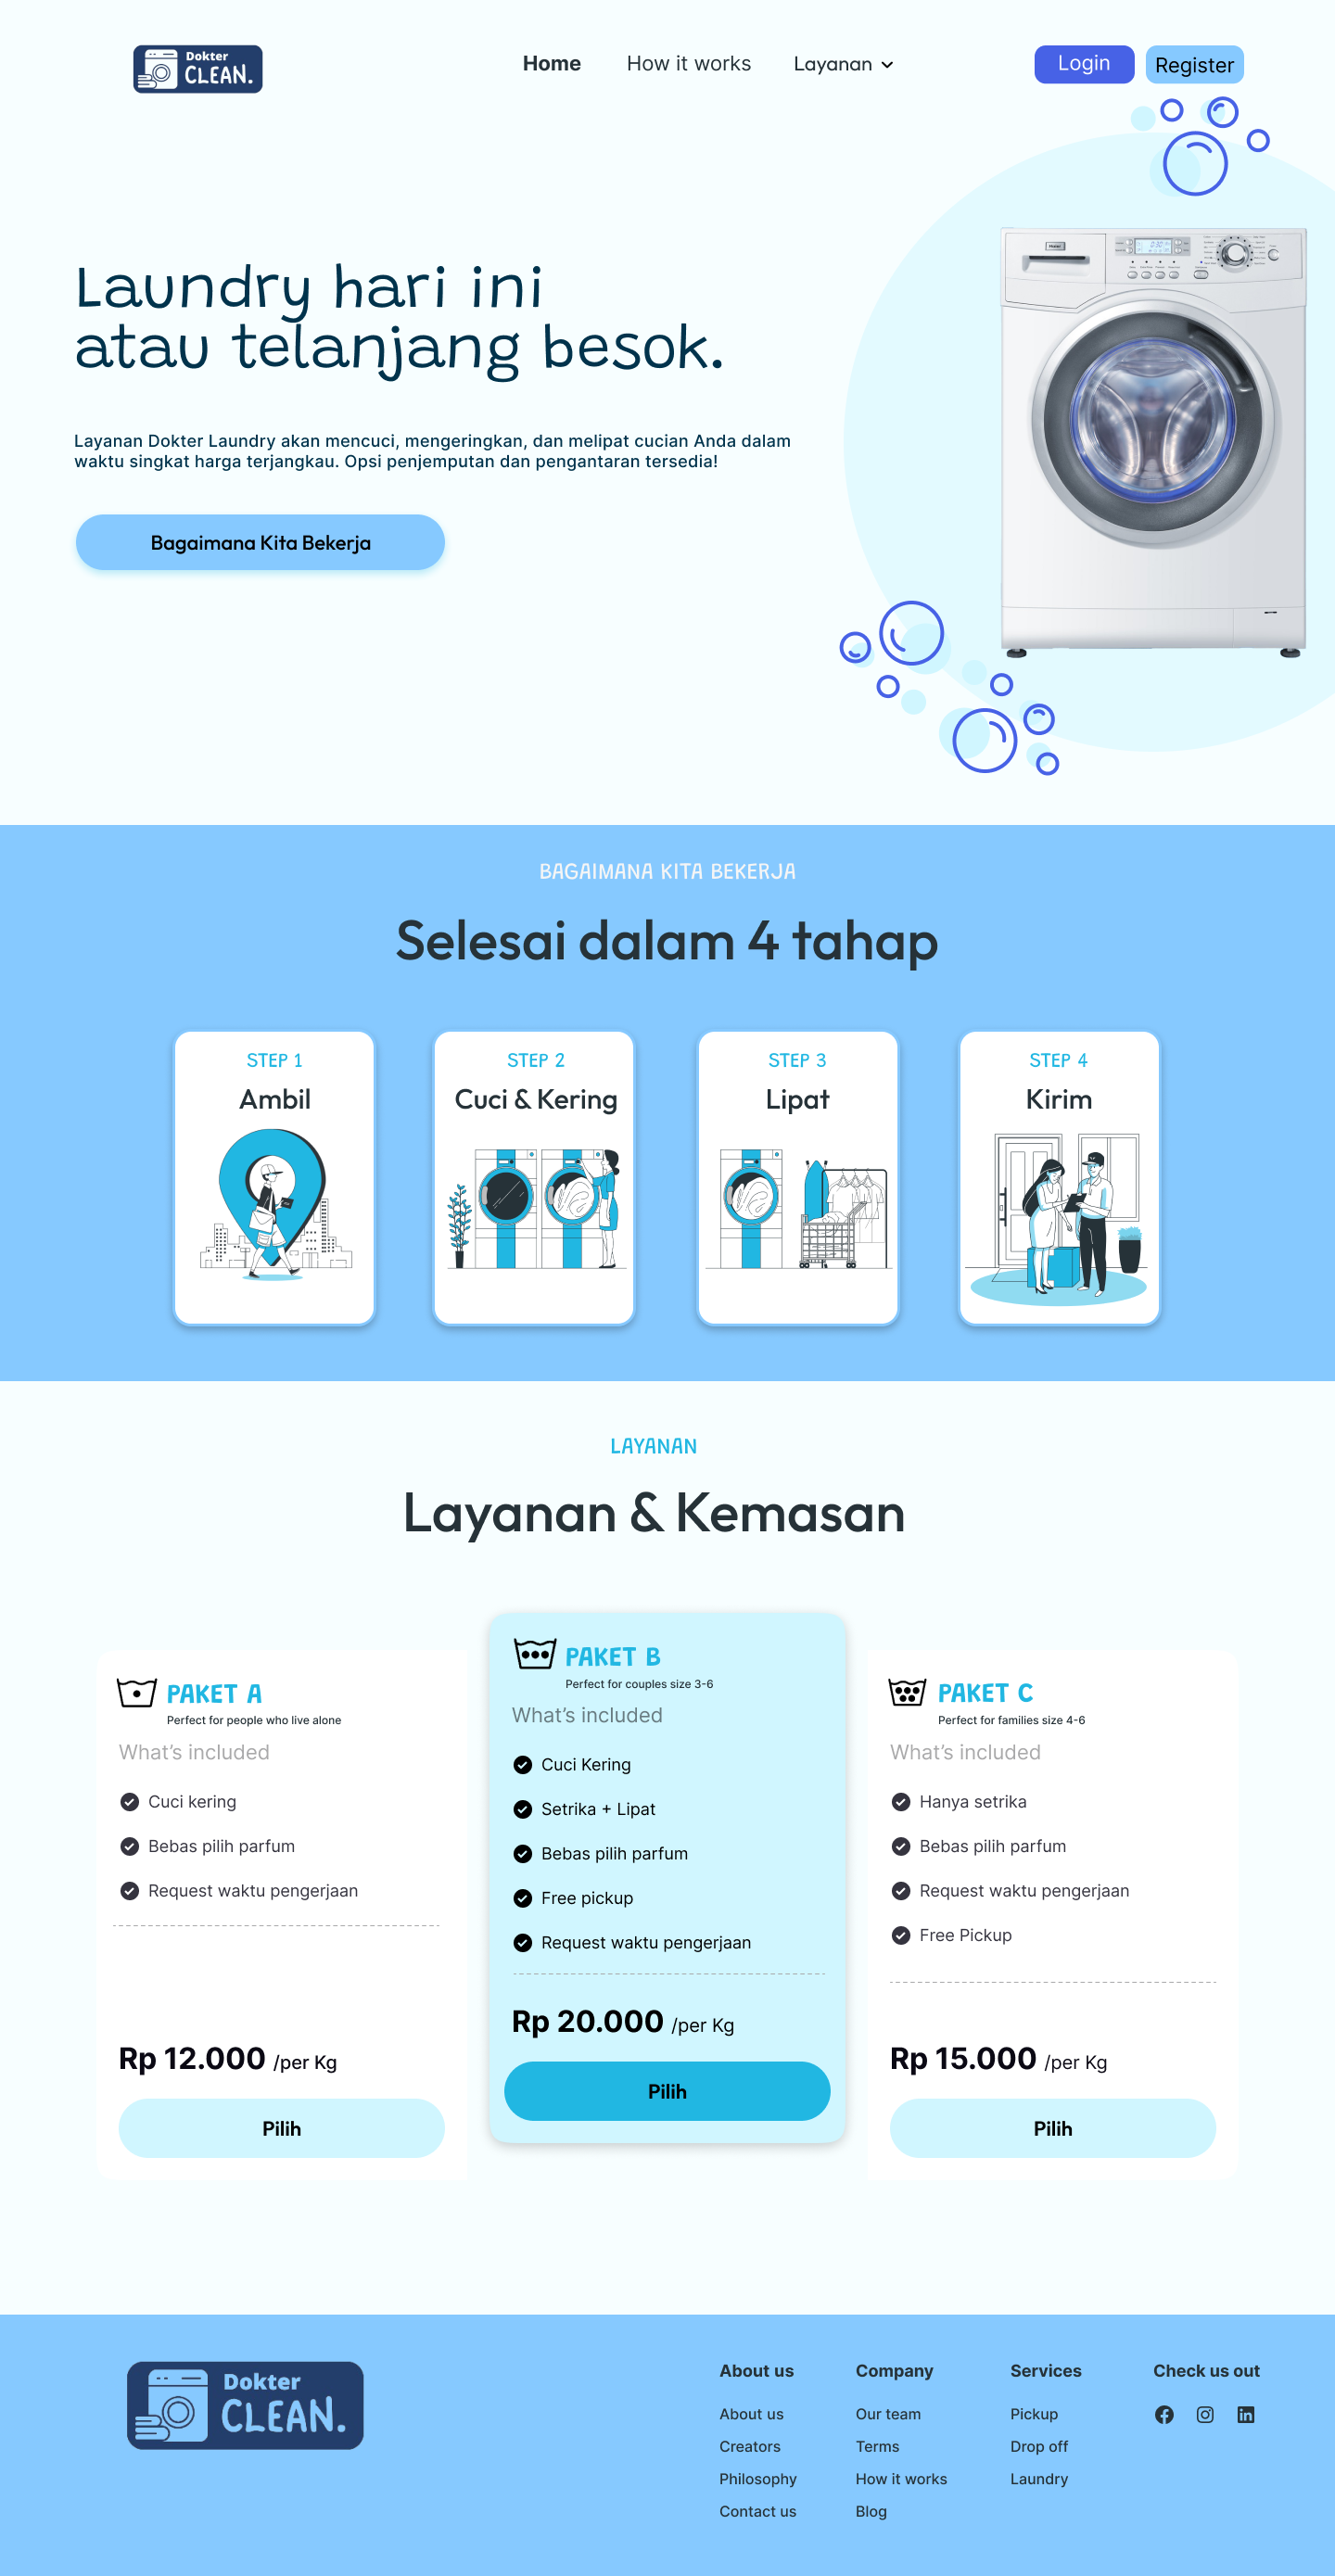 Dokter
CLEAN.
Home
How it works
Layanan
Login
Register
Laundry hari ini
atau telanjang besok.
Layanan Dokter Laundry akan mencuci, mengeringkan, dan melipat cucian Anda dalam
waktu singkat harga terjangkau. Opsi penjemputan dan pengantaran tersedia!
Bagaimana Kita Bekerja
BAGAIMANA KITA BEKERJA
Selesai dalam 4 tahap
STEP 1
Ambil
STEP 2
Cuci & Kering
STEP 3
Lipat
STEP 4
Kirim
LAYANAN
Layanan & Kemasan
PAKET A
Perfect for people who live alone
What's included
Cuci kering
Bebas pilih parfum
Request waktu pengerjaan
Rp 12.000 /per Kg
Pilih
PAKET B
Perfect for couples size 3-6
What's included
Cuci Kering
Setrika + Lipat
Bebas pilih parfum
Free pickup
Request waktu pengerjaan
Rp 20.000 /per Kg
Pilih
PAKET C
Perfect for families size 4-6
What's included
Hanya setrika
Bebas pilih parfum
Request waktu pengerjaan
Free Pickup
Rp 15.000 /per Kg
Pilih
Dokter
CLEAN.
About us
About us
Creators
Philosophy
Contact us
Company
Our team
Terms
How it works
Blog
Services
Pickup
Drop off
Laundry
Check us out